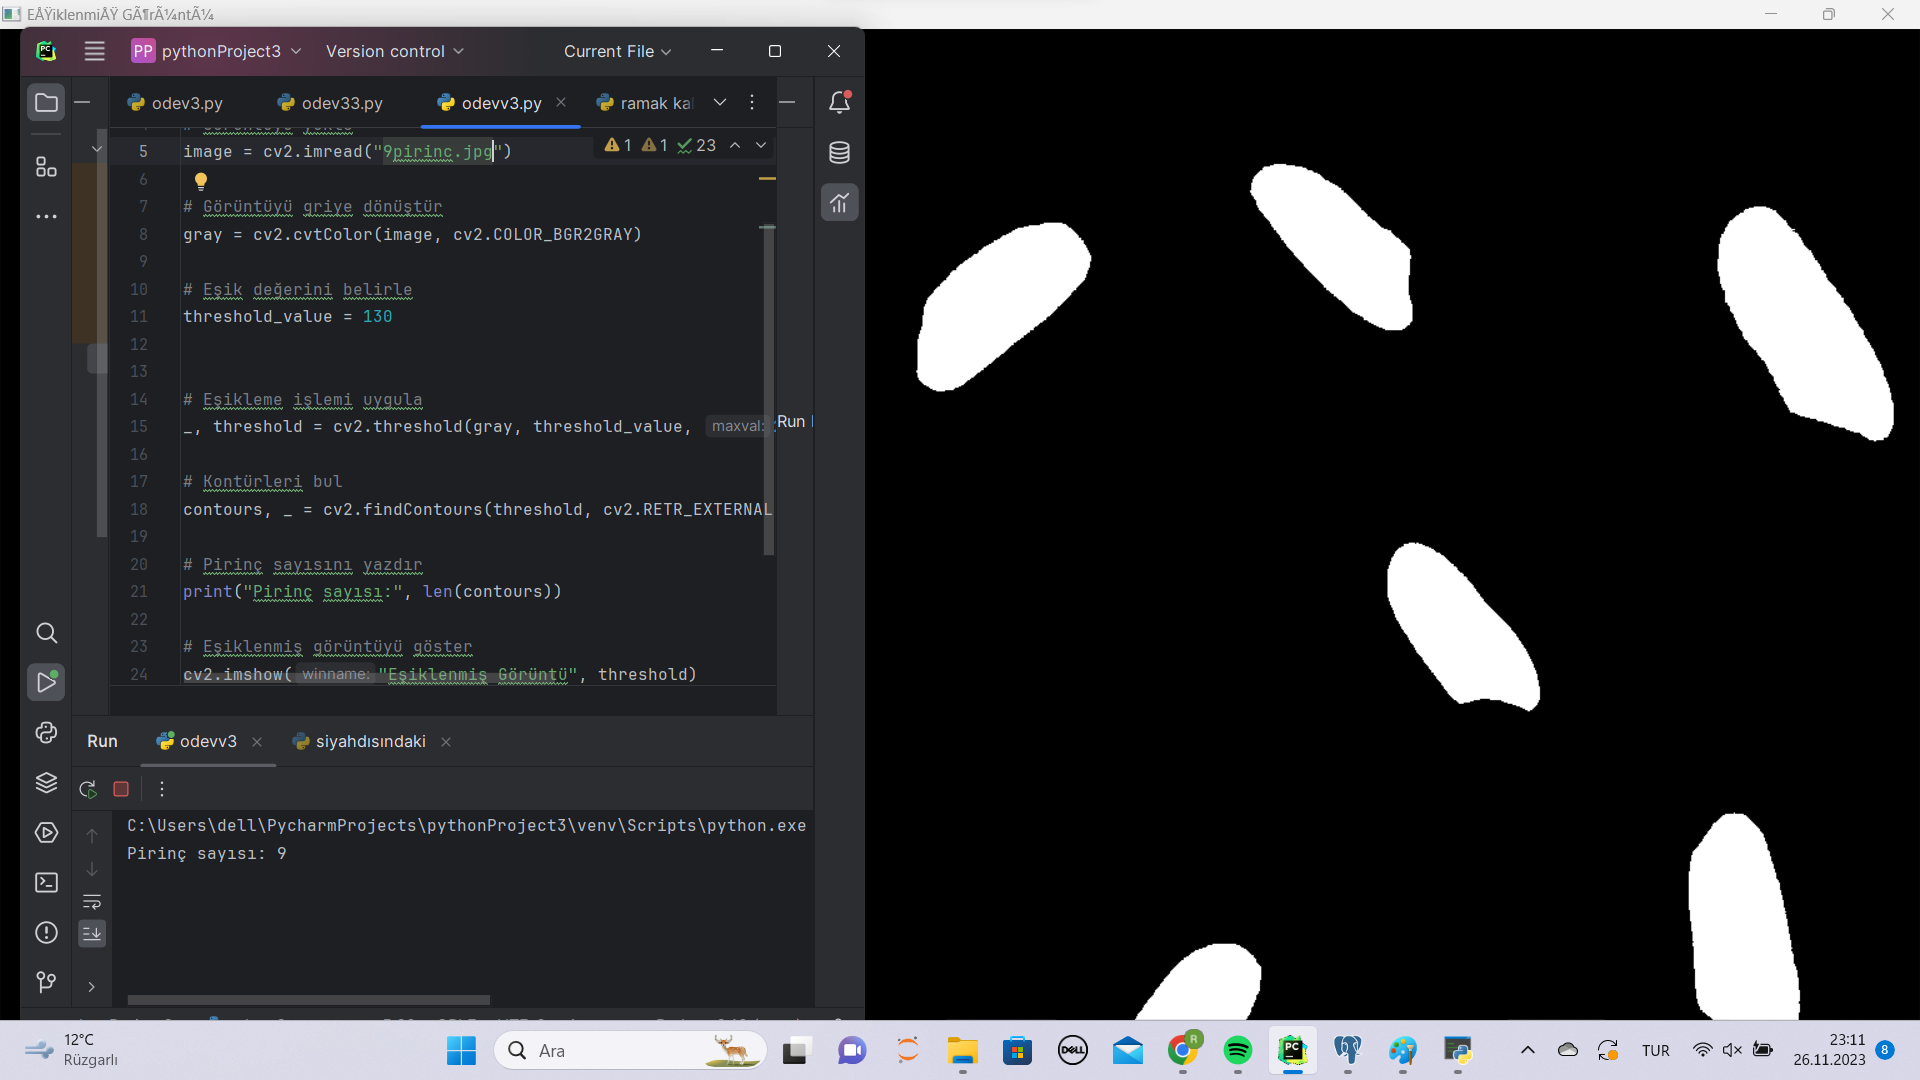 EÅŸiklenmiÅŸ GÃ¶rÃ¼ntÃ¼
PC
PP pythonProject3
Version control
Current File
odev3.py
odev33.py
odevv3.py
ramak ka
5 image = cv2.imread("9pirinc.jpg")
1 1 23
6
7 # Görüntüyü griye dönüştür
8 gray = cv2.cvtColor(image, cv2.COLOR_BGR2GRAY)
9
10 # Eşik değerini belirle
11 threshold_value = 130
12
13
14 # Eşikleme işlemi uygula
15 _, threshold = cv2.threshold(gray, threshold_value, maxval:
Run
16
17 # Kontürleri bul
18 contours, _ = cv2.findContours(threshold, cv2.RETR_EXTERNAL
19
20 # Pirinç sayısını yazdır
21 print("Pirinç sayısı:", len(contours))
22
23 # Eşiklenmiş görüntüyü göster
24 cv2.imshow( winname: "Eşiklenmiş Görüntü", threshold)
Run
odevv3
siyahdısındaki
C:\Users\dell\PycharmProjects\pythonProject3\venv\Scripts\python.exe
Pirinç sayısı: 9
12°C
Rüzgarlı
Ara
DELL
R
PC
TUR
23:11
26.11.2023
8